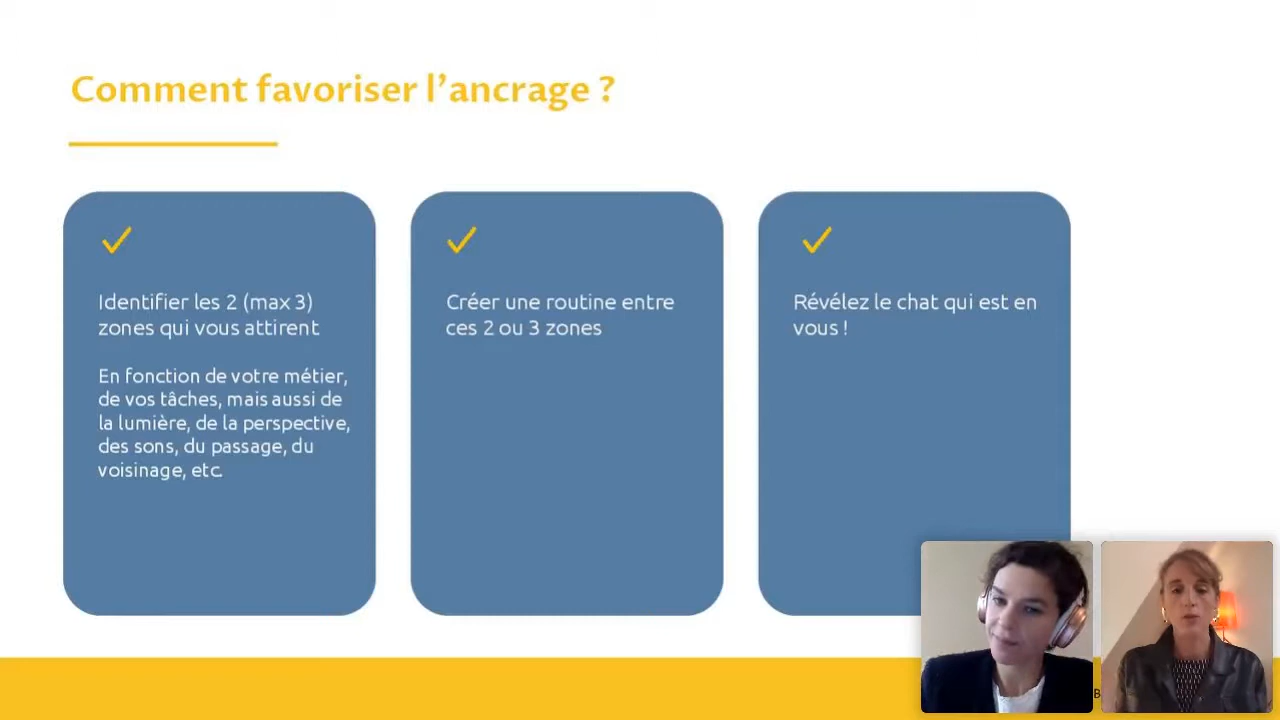 Comment favoriser l'ancrage ?
Identifier les 2 (max 3)
zones qui vous attirent
En fonction de votre métier,
de vos tâches, mais aussi de
la lumière, de la perspective,
des sons, du passage, du
voisinage, etc.
Créer une routine entre
ces 2 ou 3 zones
Révélez le chat qui est en
vous !